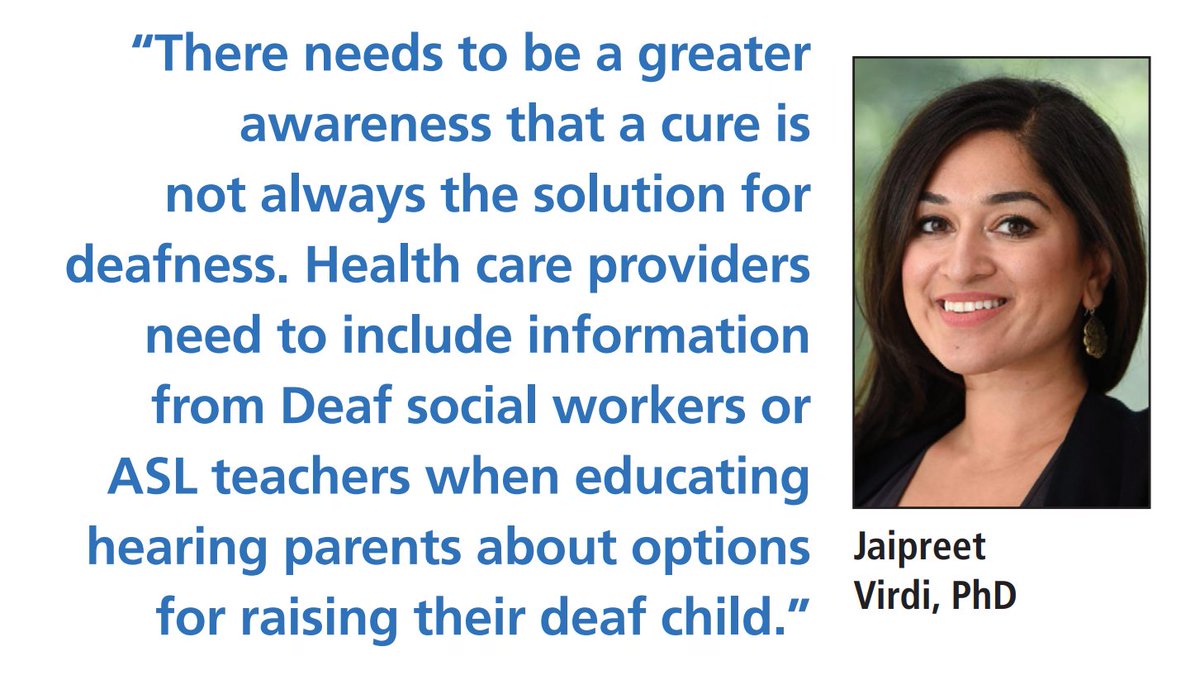 “There needs to be a greater
awareness that a cure is
not always the solution for
deafness. Health care providers
need to include information
from Deaf social workers or
ASL teachers when educating
hearing parents about options
for raising their deaf child.”
Jaipreet
Virdi, PhD